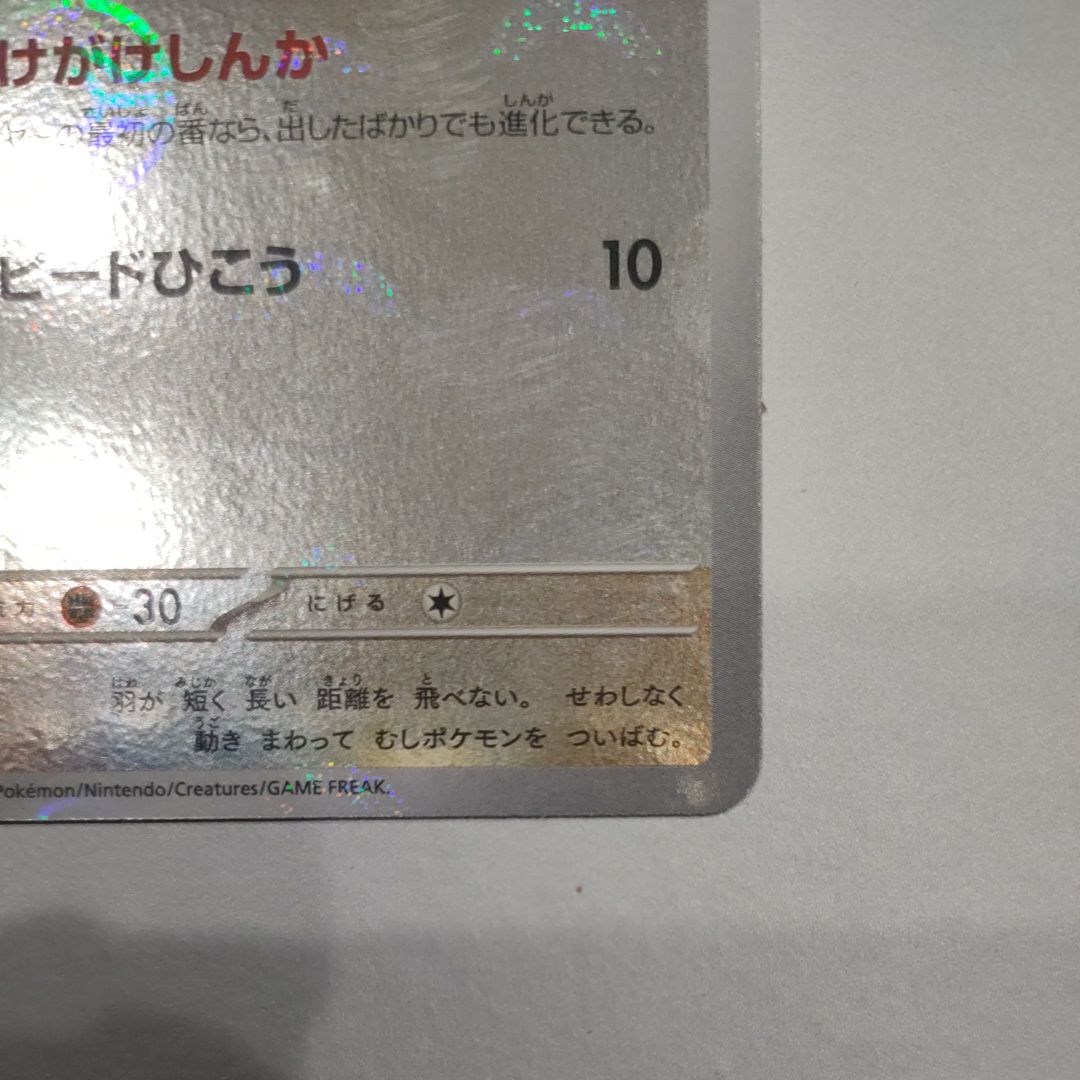 けがけしんか
の最初の番なら、出したばかりでも進化できる。
ピードひこう 10
抗力 -30 にげる
羽が 短く 長い 距離を 飛べない。 せわしなく
動き まわって むしポケモンを ついばむ。
Pokémon/Nintendo/Creatures/GAME FREAK.